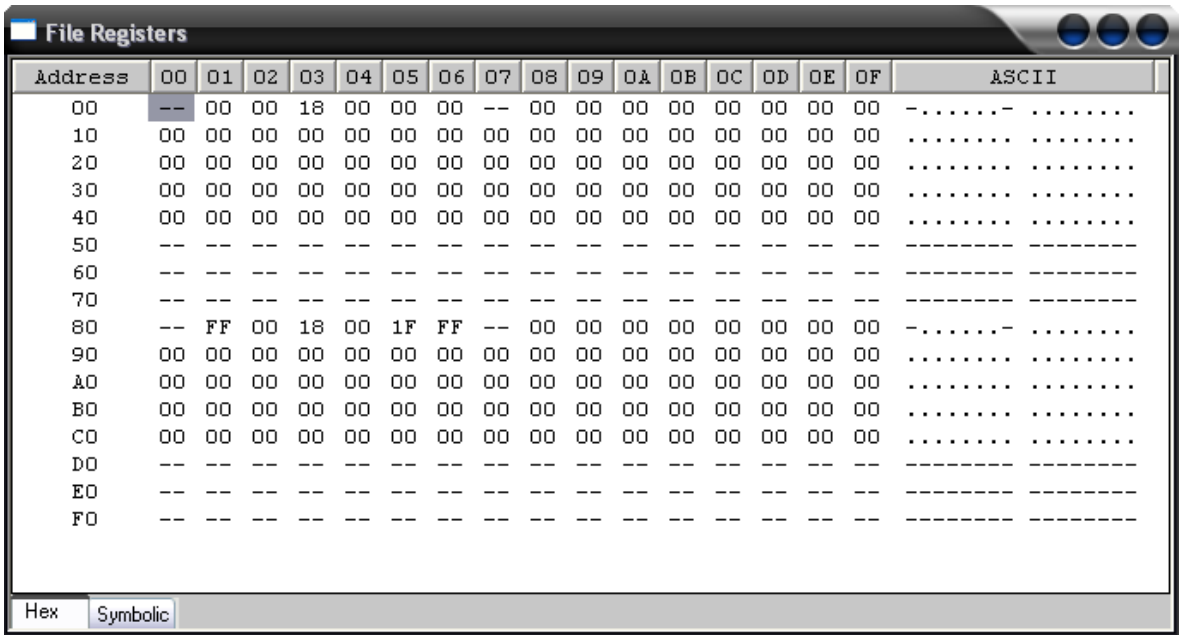 File Registers
Address 00 01 02 03 04 05 06 07 08 09 0A 0B 0C 0D 0E 0F ASCII
00 -- 00 00 18 00 00 00 -- 00 00 00 00 00 00 00 00 -......- ........
10 00 00 00 00 00 00 00 00 00 00 00 00 00 00 00 00 ........ ........
20 00 00 00 00 00 00 00 00 00 00 00 00 00 00 00 00 ........ ........
30 00 00 00 00 00 00 00 00 00 00 00 00 00 00 00 00 ........ ........
40 00 00 00 00 00 00 00 00 00 00 00 00 00 00 00 00 ........ ........
50 -- -- -- -- -- -- -- -- -- -- -- -- -- -- -- -- -------- --------
60 -- -- -- -- -- -- -- -- -- -- -- -- -- -- -- -- -------- --------
70 -- -- -- -- -- -- -- -- -- -- -- -- -- -- -- -- -------- --------
80 -- FF 00 18 00 1F FF -- 00 00 00 00 00 00 00 00 -......- ........
90 00 00 00 00 00 00 00 00 00 00 00 00 00 00 00 00 ........ ........
A0 00 00 00 00 00 00 00 00 00 00 00 00 00 00 00 00 ........ ........
B0 00 00 00 00 00 00 00 00 00 00 00 00 00 00 00 00 ........ ........
C0 00 00 00 00 00 00 00 00 00 00 00 00 00 00 00 00 ........ ........
D0 -- -- -- -- -- -- -- -- -- -- -- -- -- -- -- -- -------- --------
E0 -- -- -- -- -- -- -- -- -- -- -- -- -- -- -- -- -------- --------
F0 -- -- -- -- -- -- -- -- -- -- -- -- -- -- -- -- -------- --------
Hex Symbolic